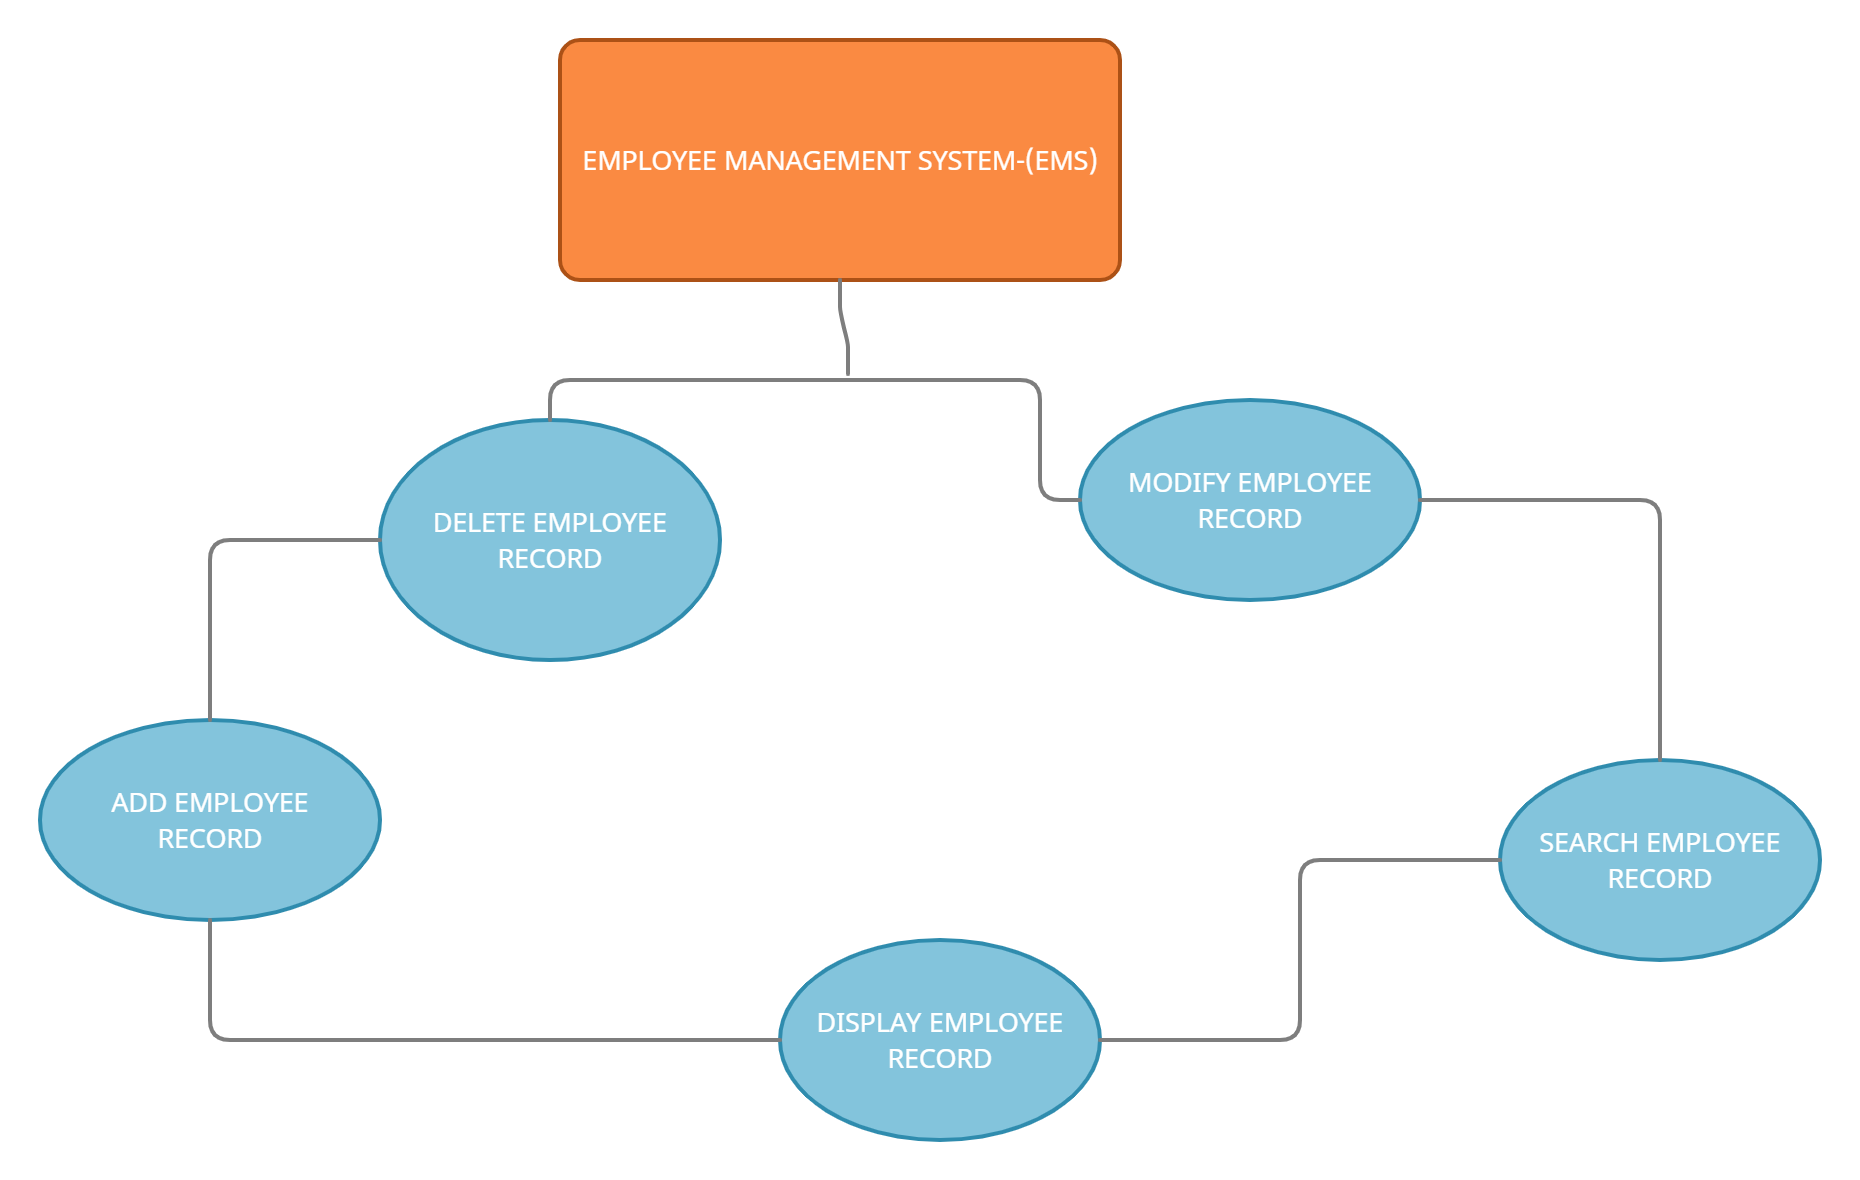 EMPLOYEE MANAGEMENT SYSTEM-(EMS)
MODIFY EMPLOYEE
RECORD
DELETE EMPLOYEE
RECORD
ADD EMPLOYEE
RECORD
SEARCH EMPLOYEE
RECORD
DISPLAY EMPLOYEE
RECORD